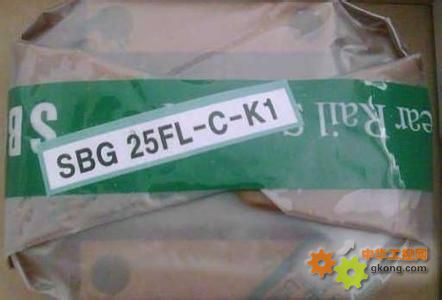 SB
ear Rail S
SBG 25FL-C-K1
中华工控网
gkong.com